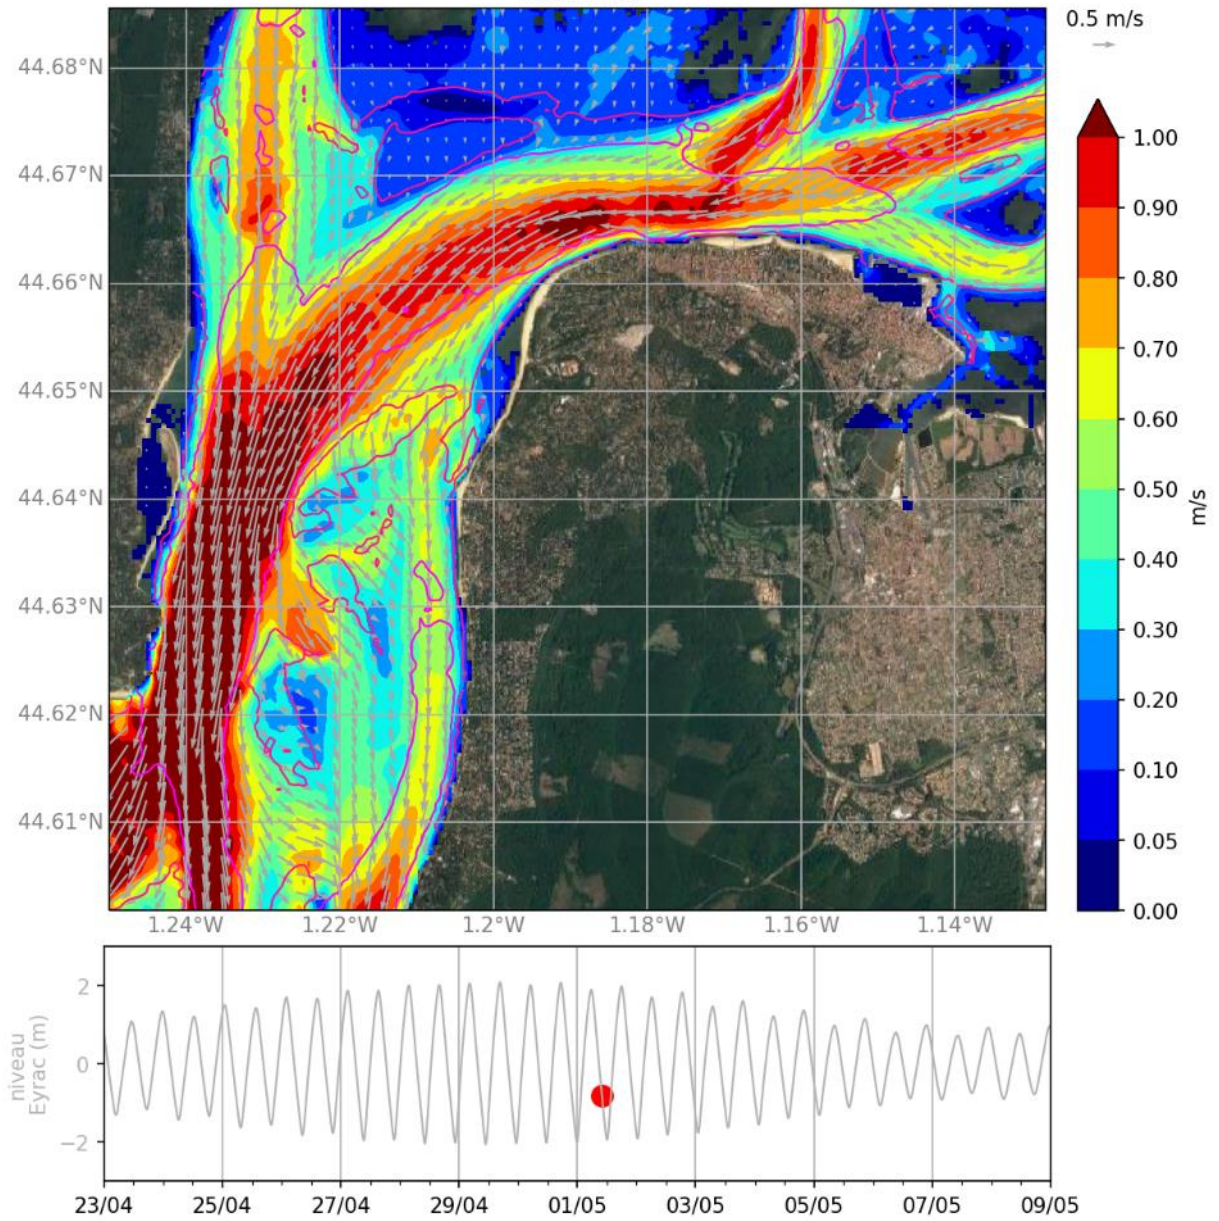 0.5 m/s
44.68°N
44.67°N
44.66°N
44.65°N
44.64°N
44.63°N
44.62°N
44.61°N
1.24°W 1.22°W 1.2°W 1.18°W 1.16°W 1.14°W
1.00
0.90
0.80
0.70
0.60
0.50
0.40
0.30
0.20
0.10
0.05
0.00
m/s
niveau
Eyrac (m)
2
0
−2
23/04 25/04 27/04 29/04 01/05 03/05 05/05 07/05 09/05